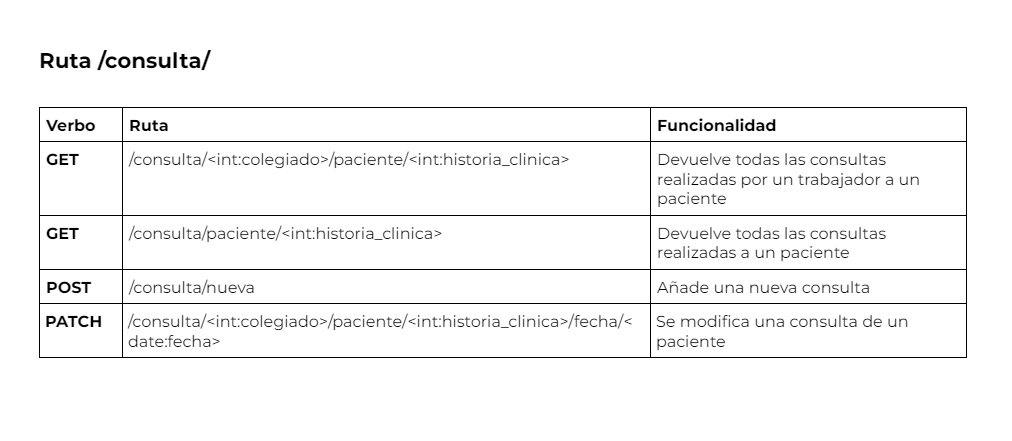 Ruta /consulta/
Verbo Ruta Funcionalidad
GET /consulta/<int:colegiado>/paciente/<int:historia_clinica> Devuelve todas las consultas
realizadas por un trabajador a un
paciente
GET /consulta/paciente/<int:historia_clinica> Devuelve todas las consultas
realizadas a un paciente
POST /consulta/nueva Añade una nueva consulta
PATCH /consulta/<int:colegiado>/paciente/<int:historia_clinica>/fecha/< Se modifica una consulta de un
date:fecha> paciente